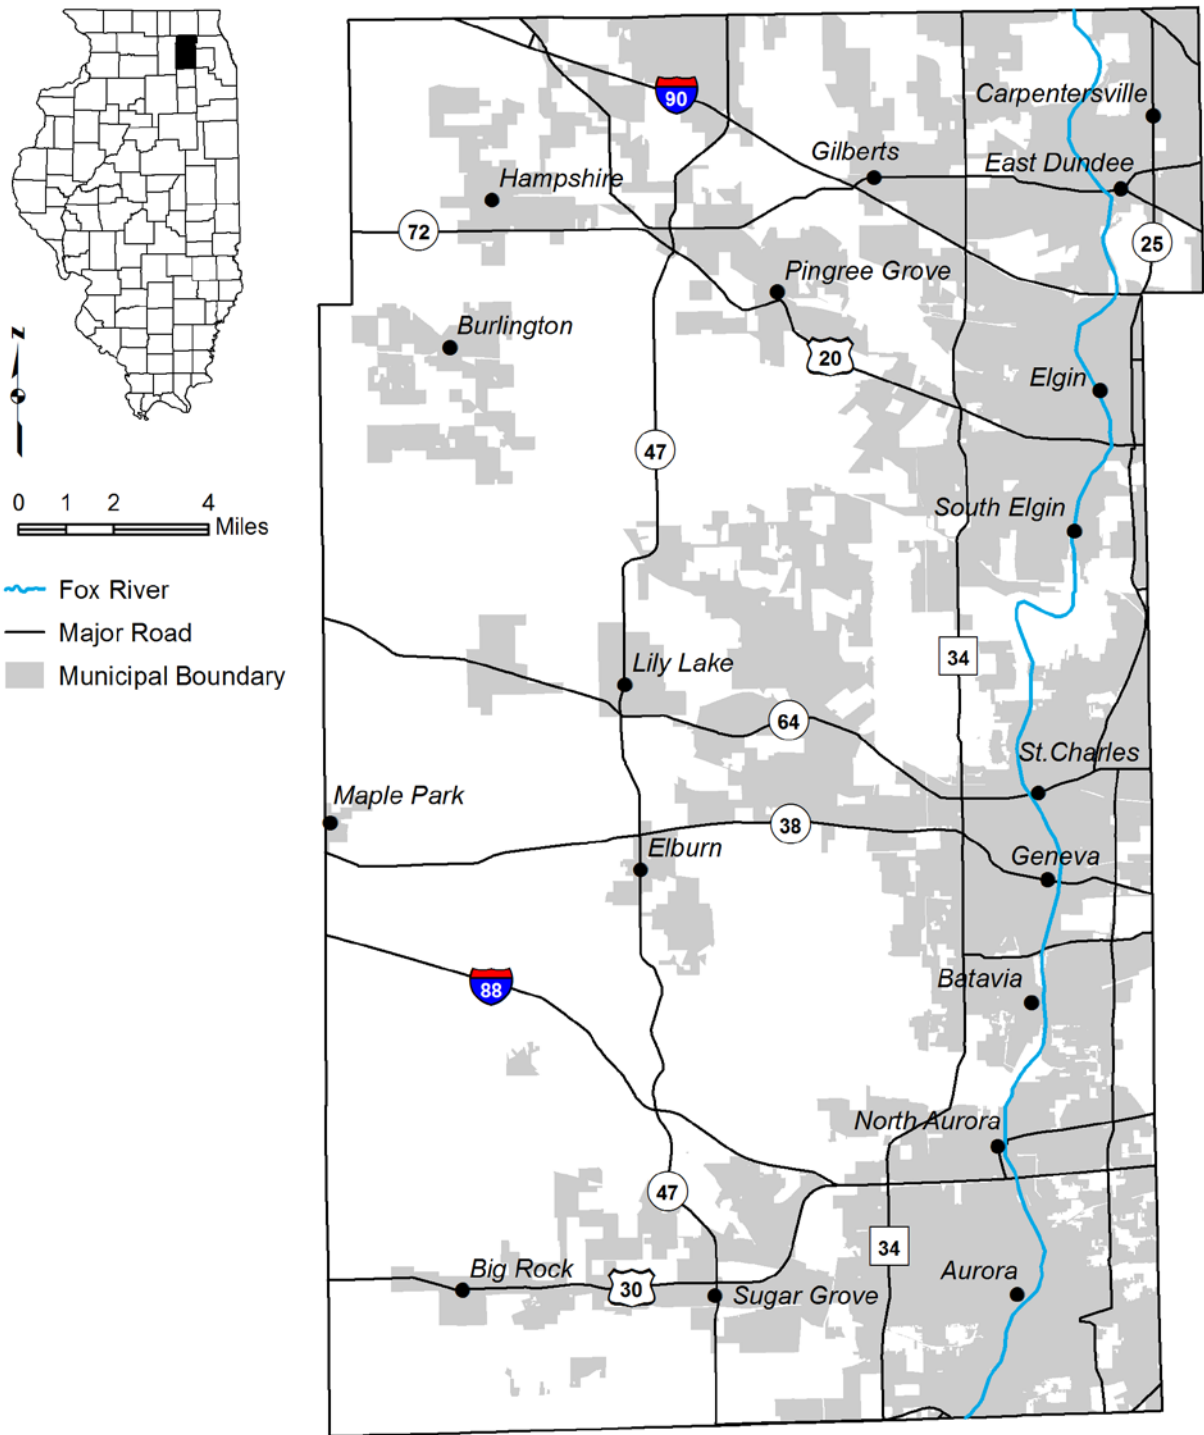 90
Carpentersville
Gilberts
East Dundee
Hampshire
72
25
Pingree Grove
Burlington
N
20
Elgin
47
0 1 2 4
Miles
South Elgin
Fox River
Major Road
Municipal Boundary
34
Lily Lake
64
St.Charles
Maple Park
38
Elburn
Geneva
88
Batavia
North Aurora
47
34
Big Rock
30
Sugar Grove
Aurora